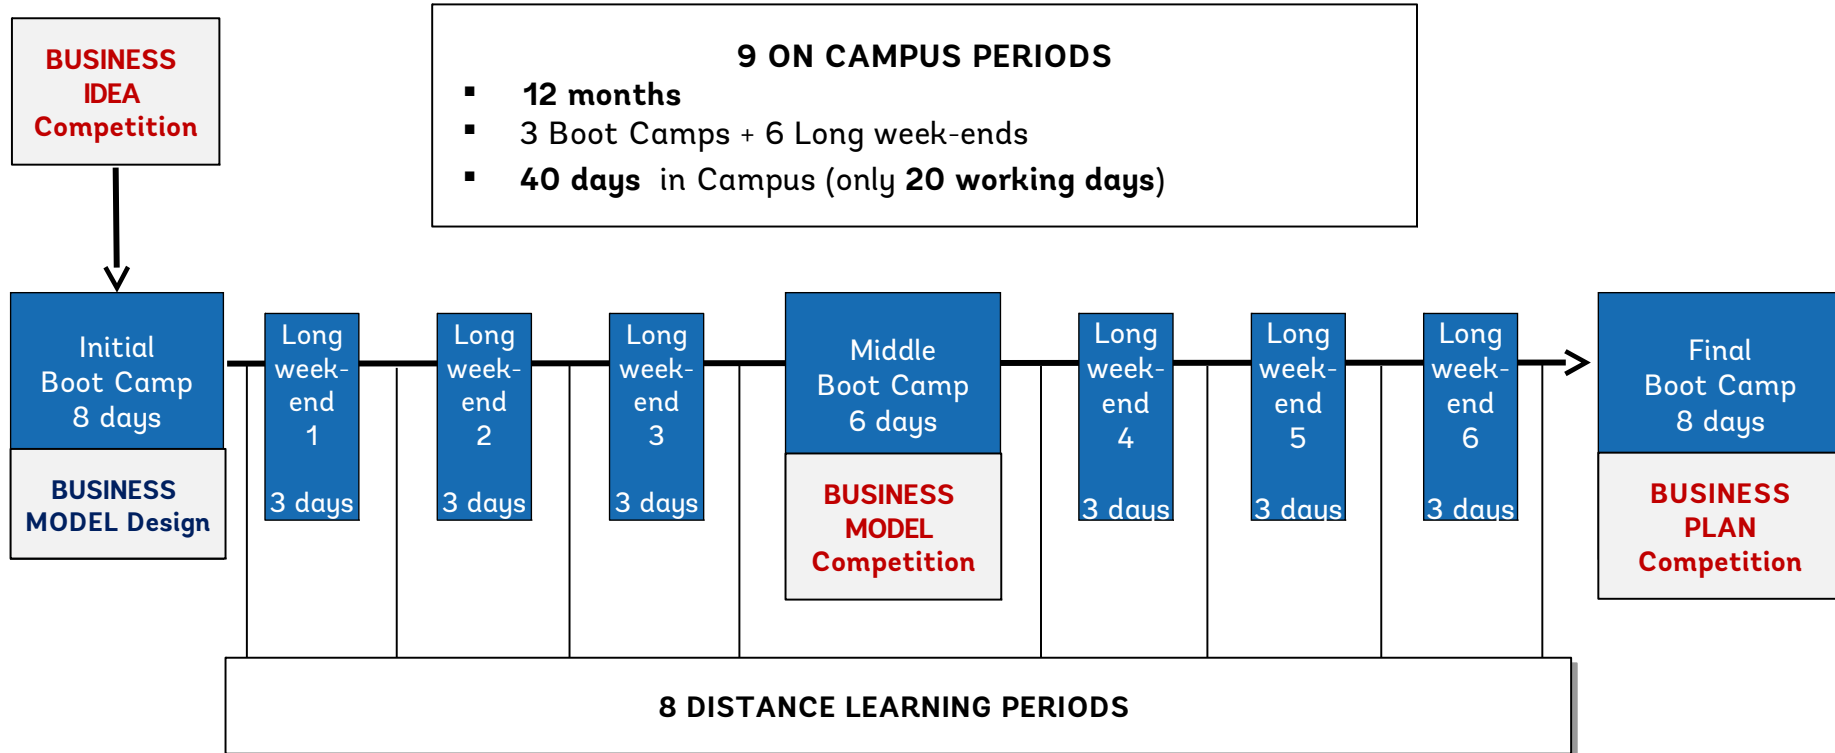 BUSINESS
IDEA
Competition
9 ON CAMPUS PERIODS
▪ 12 months
▪ 3 Boot Camps + 6 Long week-ends
▪ 40 days in Campus (only 20 working days)
Initial
Boot Camp
8 days
BUSINESS
MODEL Design
Long
week-
end
1
3 days
Long
week-
end
2
3 days
Long
week-
end
3
3 days
Middle
Boot Camp
6 days
BUSINESS
MODEL
Competition
Long
week-
end
4
3 days
Long
week-
end
5
3 days
Long
week-
end
6
3 days
Final
Boot Camp
8 days
BUSINESS
PLAN
Competition
8 DISTANCE LEARNING PERIODS